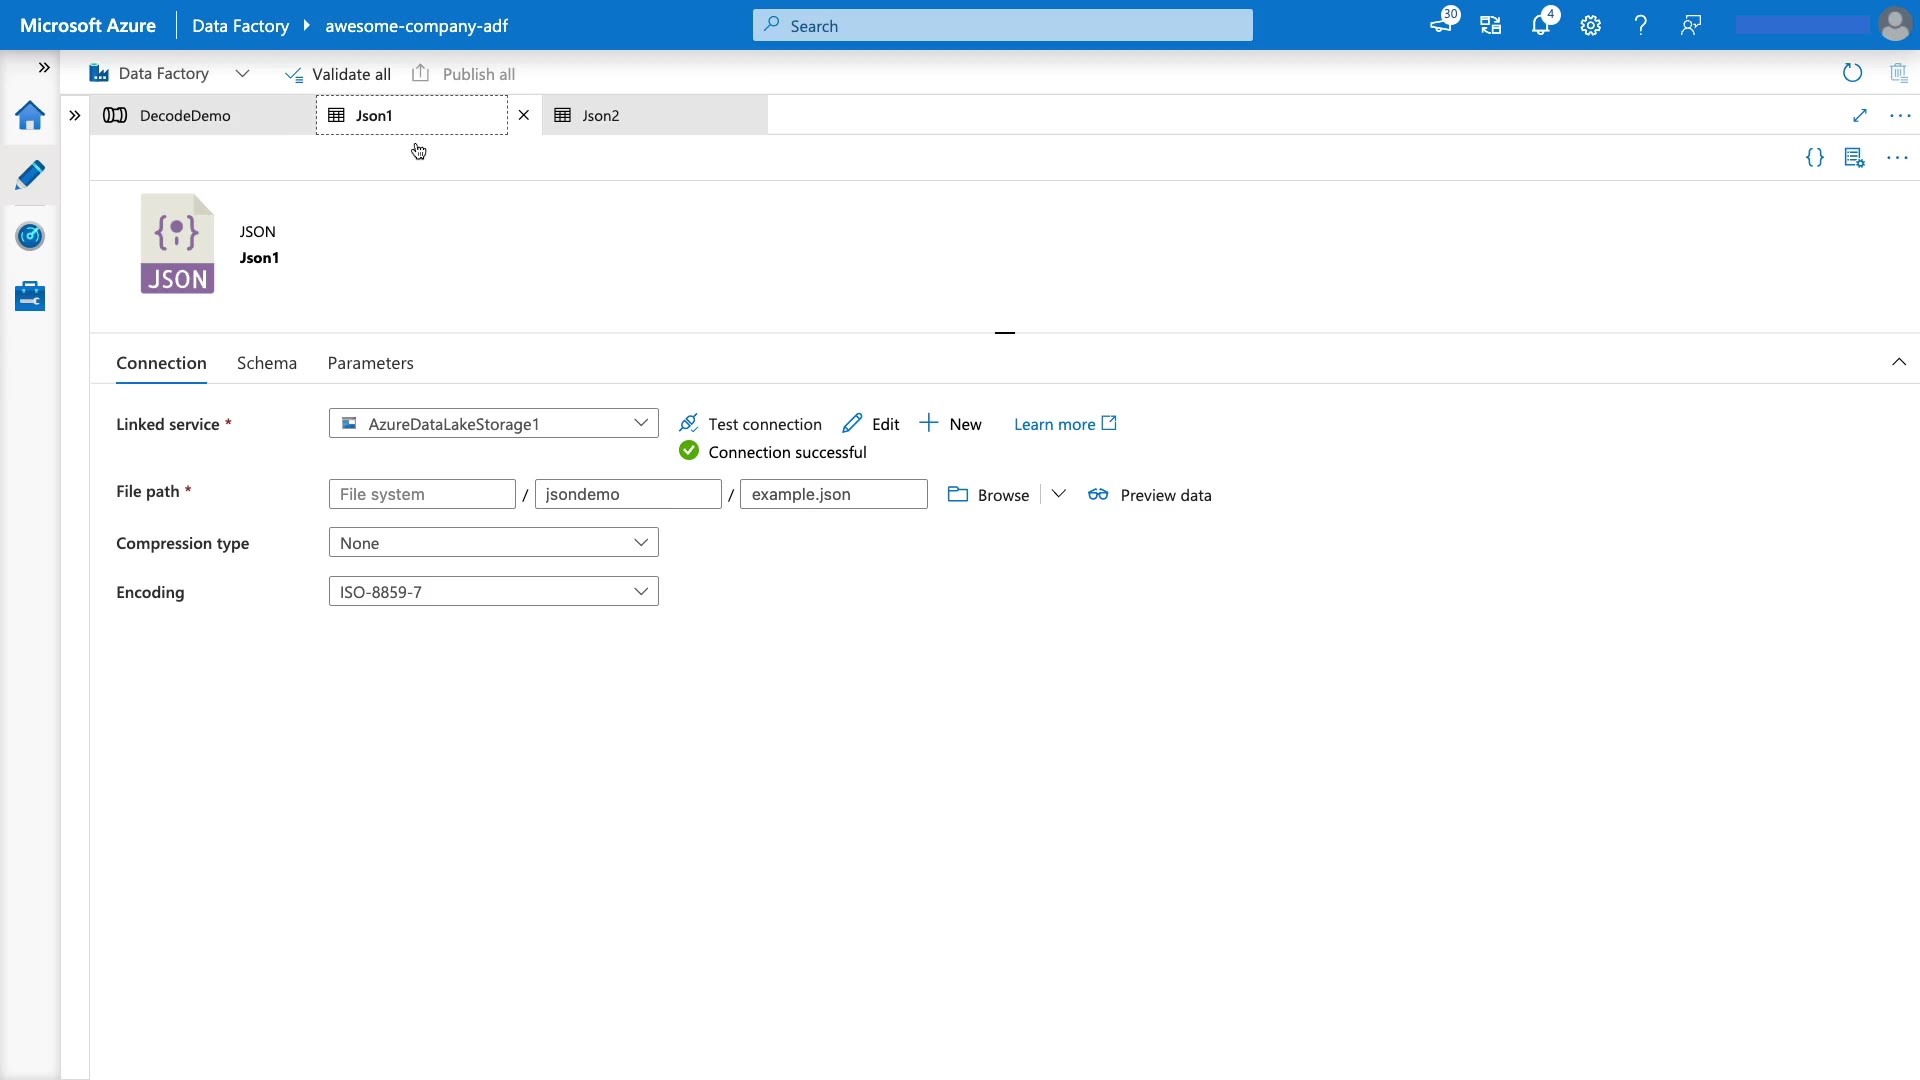 Microsoft Azure Data Factory awesome-company-adf Search 30 4
Data Factory Validate all Publish all
DecodeDemo Json1 Json2
JSON
Json1
JSON
Connection Schema Parameters
Linked service * AzureDataLakeStorage1 Test connection Edit New Learn more
Connection successful
File path * File system / jsondemo / example.json Browse Preview data
Compression type None
Encoding ISO-8859-7